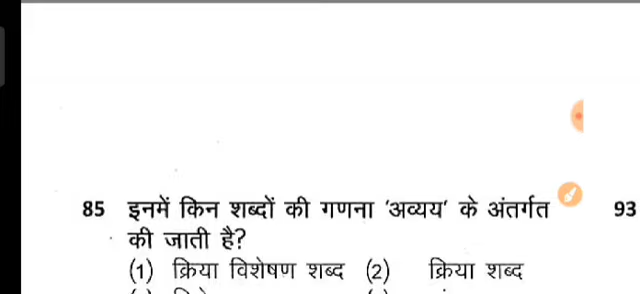 85 इनमें किन शब्दों की गणना 'अव्यय' के अंतर्गत 93
की जाती है?
(1) क्रिया विशेषण शब्द (2) क्रिया शब्द